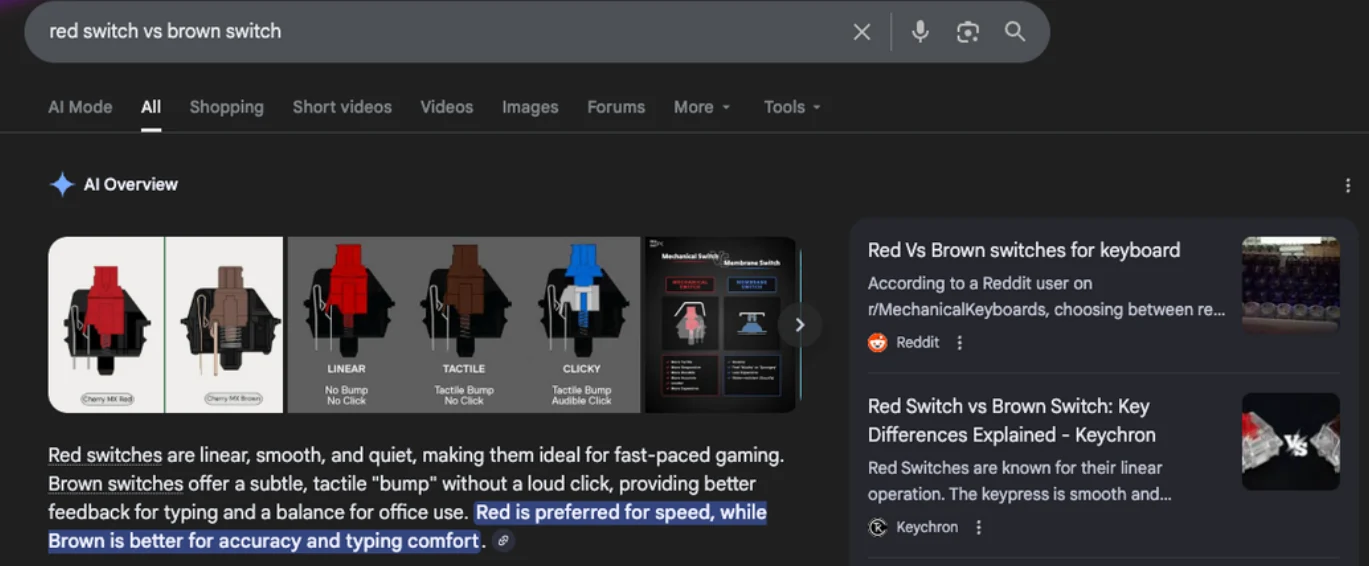 red switch vs brown switch
AI Mode
All
Shopping
Short videos
Videos
Images
Forums
More
Tools
AI Overview
Cherry MX Red
Cherry MX Brown
LINEAR
No Bump
No Click
TACTILE
Tactile Bump
No Click
CLICKY
Tactile Bump
Audible Click
Mechanical Switch
Membrane Switch
MECHANICAL
SWITCH
MEMBRANE
SWITCH
Red switches are linear, smooth, and quiet, making them ideal for fast-paced gaming.
Brown switches offer a subtle, tactile "bump" without a loud click, providing better
feedback for typing and a balance for office use. Red is preferred for speed, while
Brown is better for accuracy and typing comfort.
Red Vs Brown switches for keyboard
According to a Reddit user on
r/MechanicalKeyboards, choosing between re...
Reddit
Red Switch vs Brown Switch: Key
Differences Explained - Keychron
Red Switches are known for their linear
operation. The keypress is smooth and...
Keychron
VS